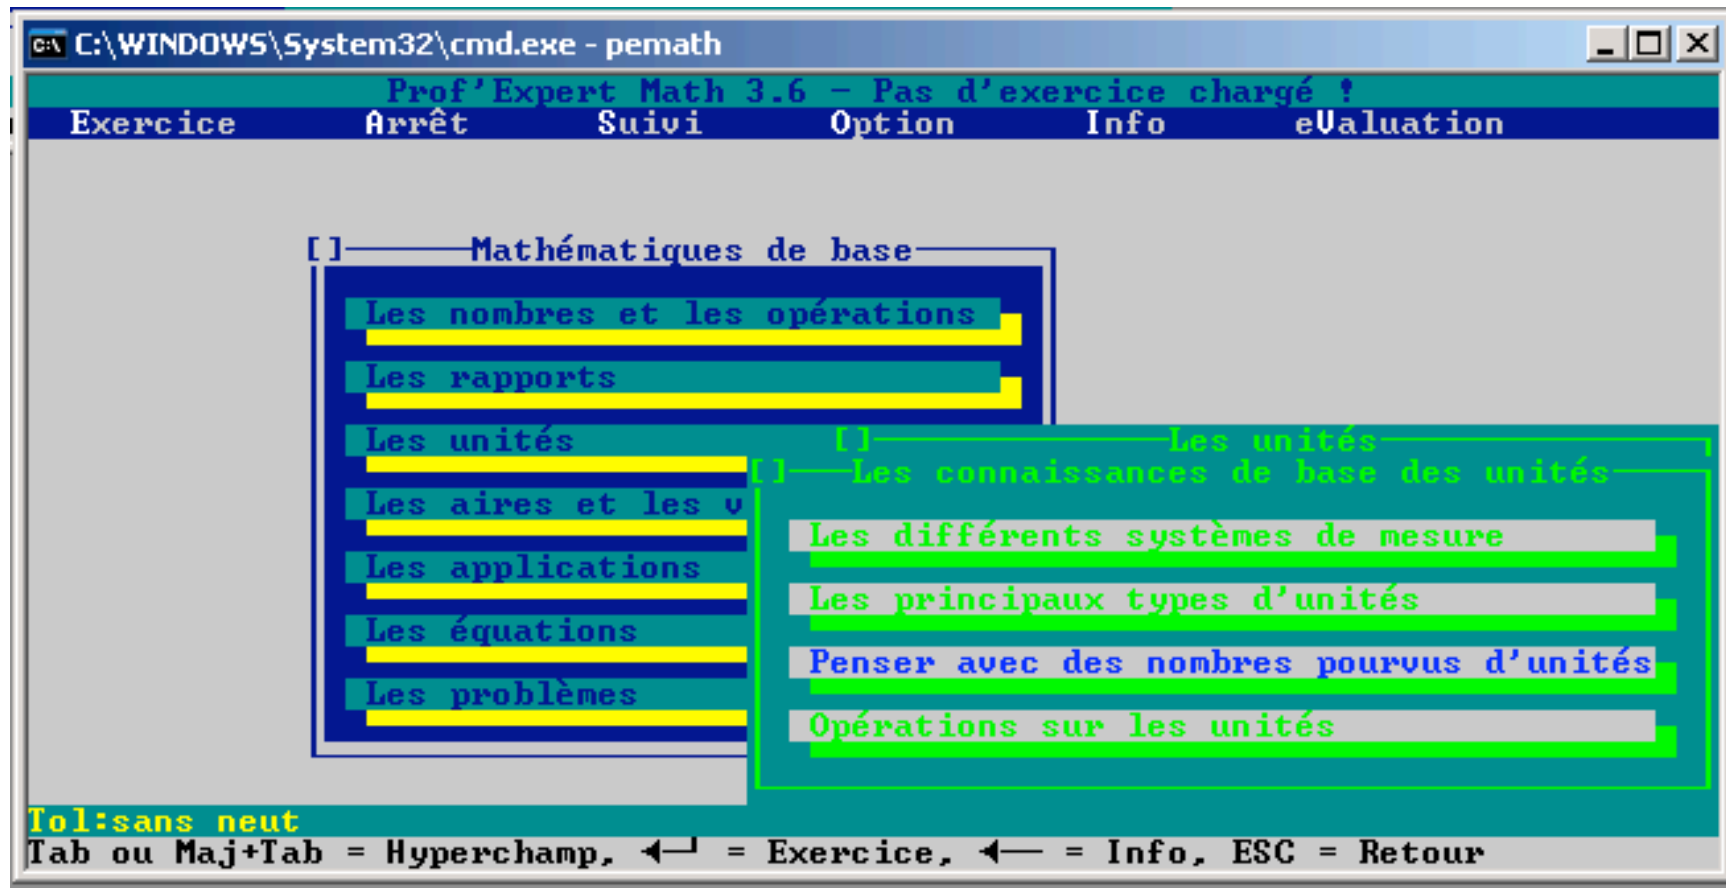 C:\WINDOWS\System32\cmd.exe - pemath
Prof'Expert Math 3.6 - Pas d'exercice chargé !
Exercice Arrêt Suivi Option Info eValuation
[ ] Mathématiques de base
Les nombres et les opérations
Les rapports
Les unités
Les aires et les v
Les applications
Les équations
Les problèmes
[ ] Les unités
[ ] Les connaissances de base des unités
Les différents systèmes de mesure
Les principaux types d'unités
Penser avec des nombres pourvus d'unités
Opérations sur les unités
Tol:sans neut
Tab ou Maj+Tab = Hyperchamp, ◄─┘ = Exercice, ◄── = Info, ESC = Retour